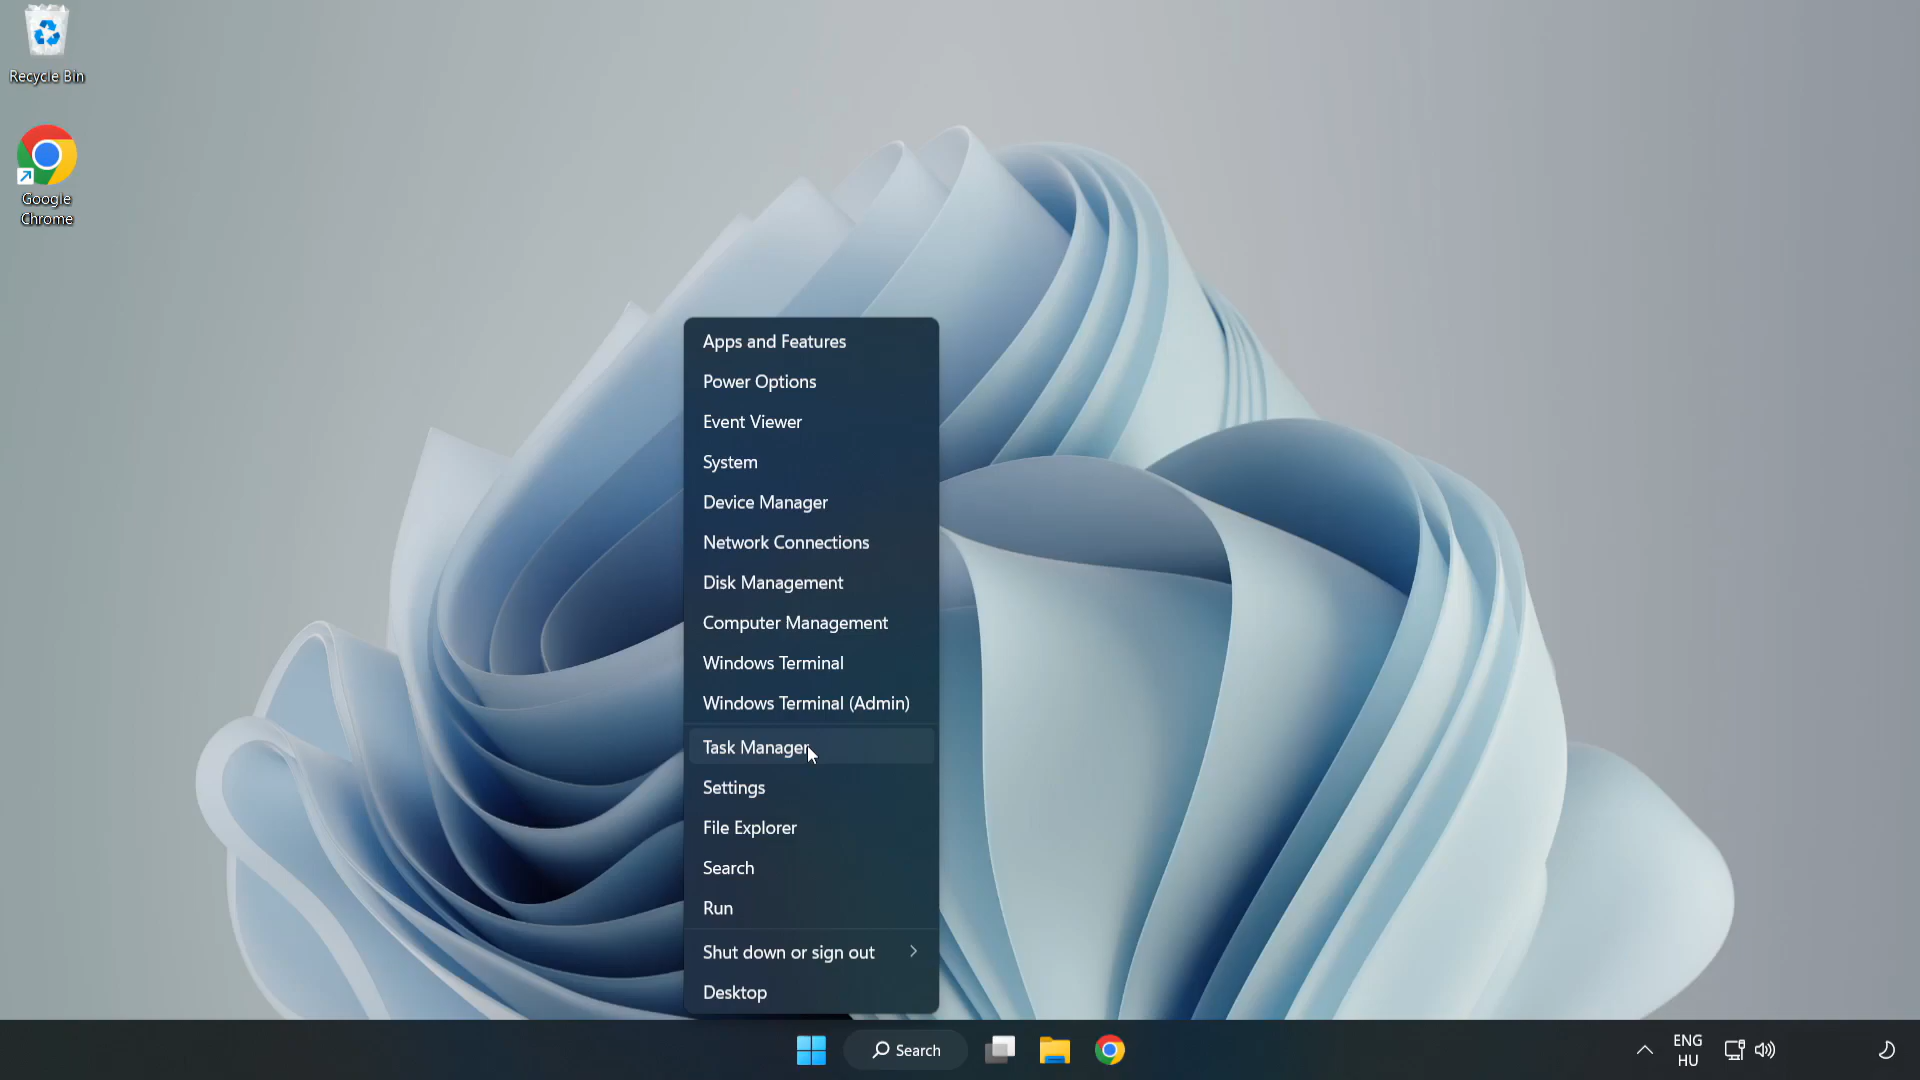 Recycle Bin
Google
Chrome
Apps and Features
Power Options
Event Viewer
System
Device Manager
Network Connections
Disk Management
Computer Management
Windows Terminal
Windows Terminal (Admin)
Task Manager
Settings
File Explorer
Search
Run
Shut down or sign out
Desktop
Search
ENG
HU